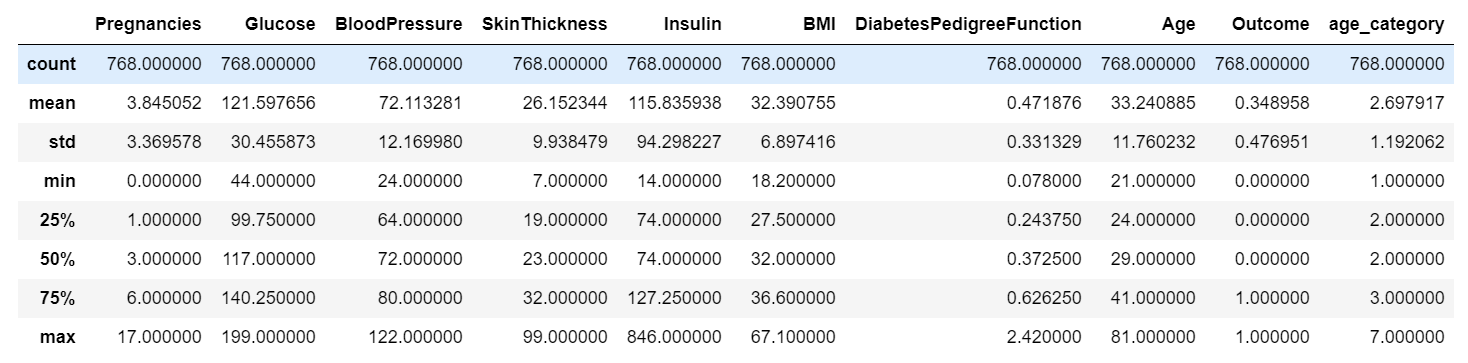 Pregnancies Glucose BloodPressure SkinThickness Insulin BMI DiabetesPedigreeFunction Age Outcome age_category
count 768.000000 768.000000 768.000000 768.000000 768.000000 768.000000 768.000000 768.000000 768.000000 768.000000
mean 3.845052 121.597656 72.113281 26.152344 115.835938 32.390755 0.471876 33.240885 0.348958 2.697917
std 3.369578 30.455873 12.169980 9.938479 94.298227 6.897416 0.331329 11.760232 0.476951 1.192062
min 0.000000 44.000000 24.000000 7.000000 14.000000 18.200000 0.078000 21.000000 0.000000 1.000000
25% 1.000000 99.750000 64.000000 19.000000 74.000000 27.500000 0.243750 24.000000 0.000000 2.000000
50% 3.000000 117.000000 72.000000 23.000000 74.000000 32.000000 0.372500 29.000000 0.000000 2.000000
75% 6.000000 140.250000 80.000000 32.000000 127.250000 36.600000 0.626250 41.000000 1.000000 3.000000
max 17.000000 199.000000 122.000000 99.000000 846.000000 67.100000 2.420000 81.000000 1.000000 7.000000